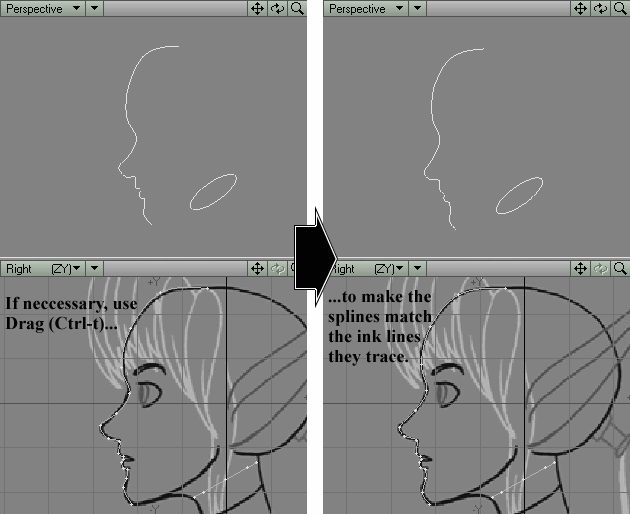 Perspective
Perspective
Right (ZY)
Right (ZY)
If neccessary, use
Drag (Ctrl-t)...
...to make the
splines match
the ink lines
they trace.
+Y
+Y
-Y
-Y